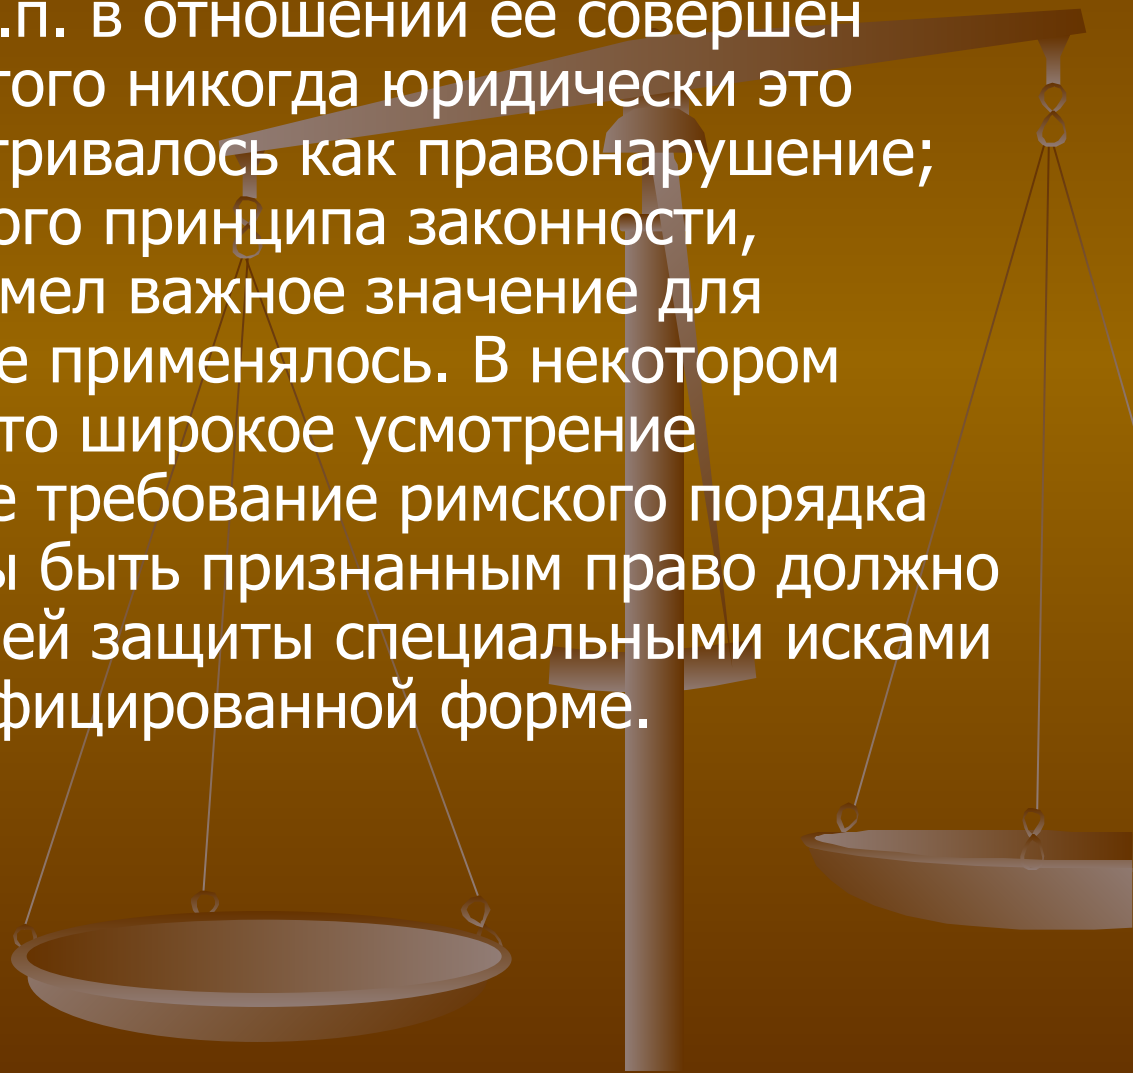 .п. в отношении ее совершен
того никогда юридически это
тривалось как правонарушение;
ого принципа законности,
мел важное значение для
е применялось. В некотором
то широкое усмотрение
е требование римского порядка
ы быть признанным право должно
ей защиты специальными исками
фицированной форме.